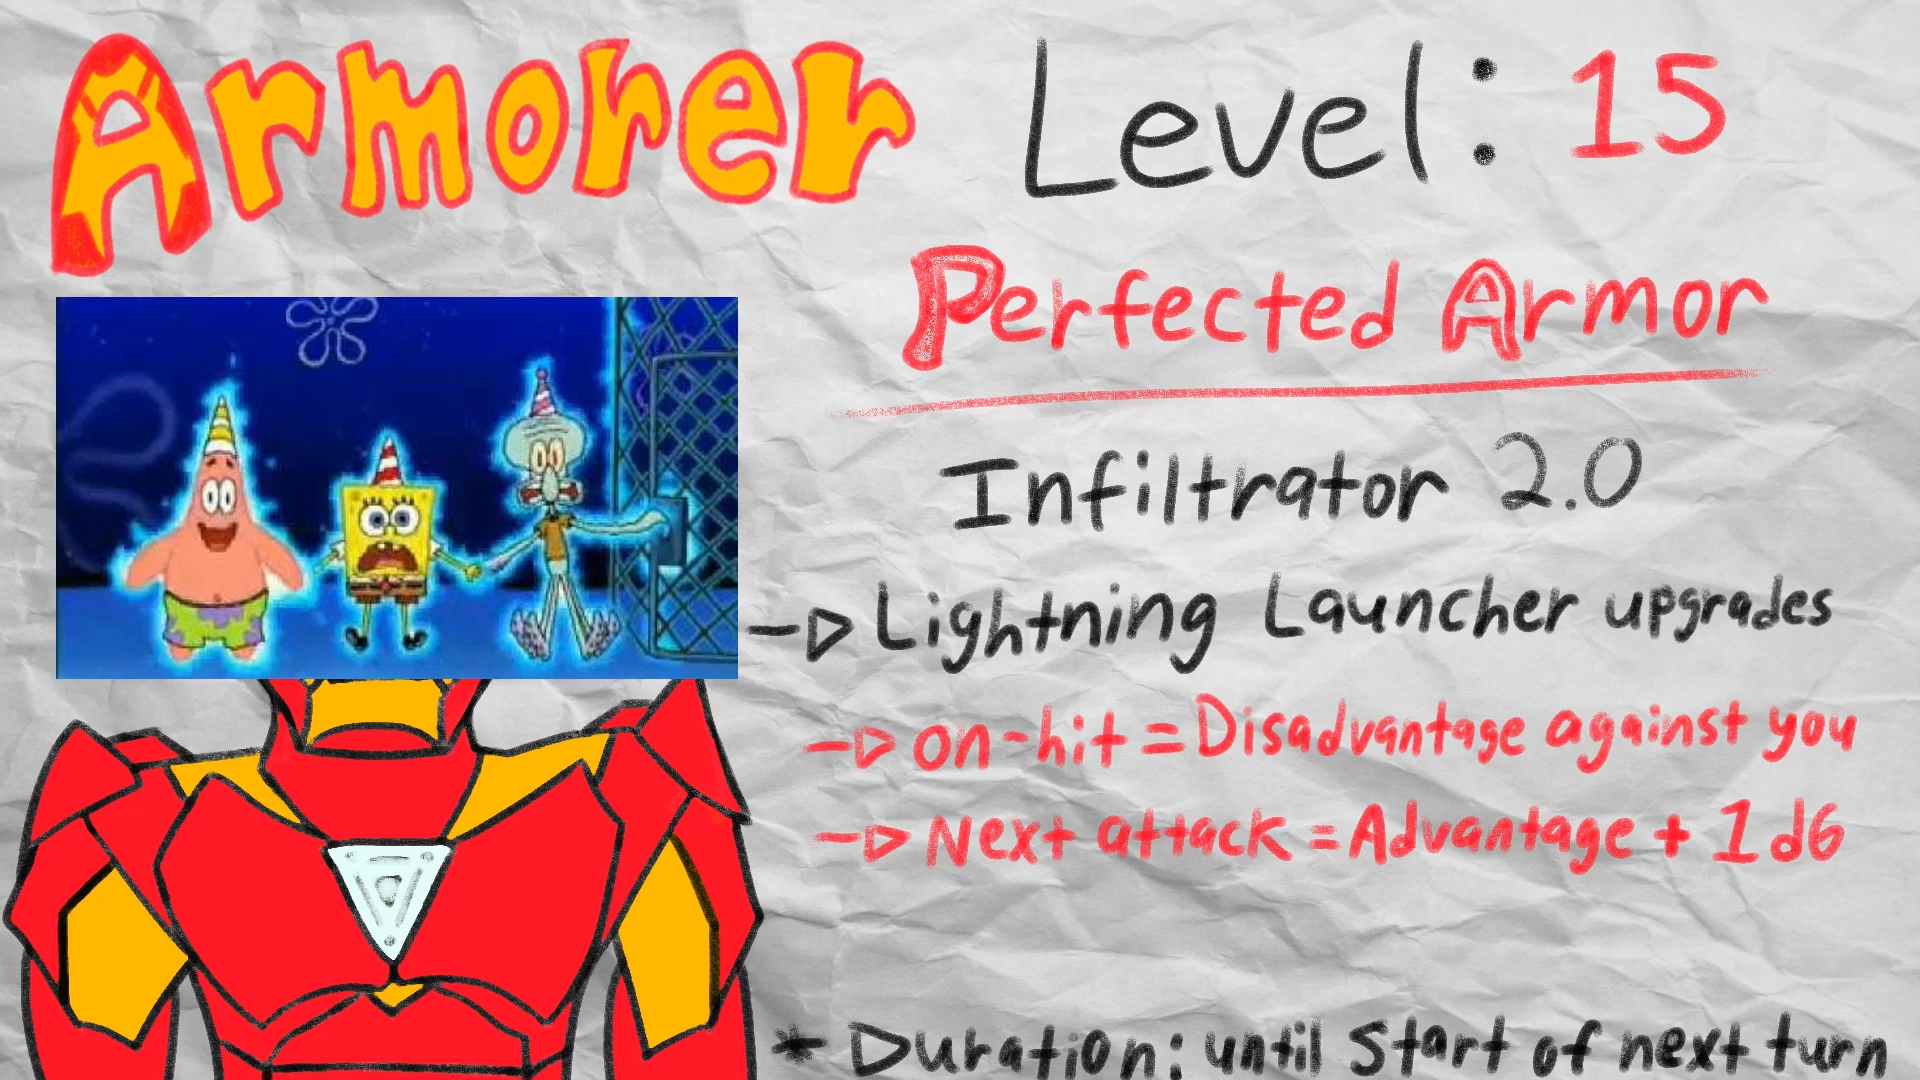 Armorer
Level: 15
Perfected Armor
Infiltrator 2.0
Lightning Launcher upgrades
on-hit = Disadvantage against you
Next attack = Advantage + 1d6
* Duration: until start of next turn